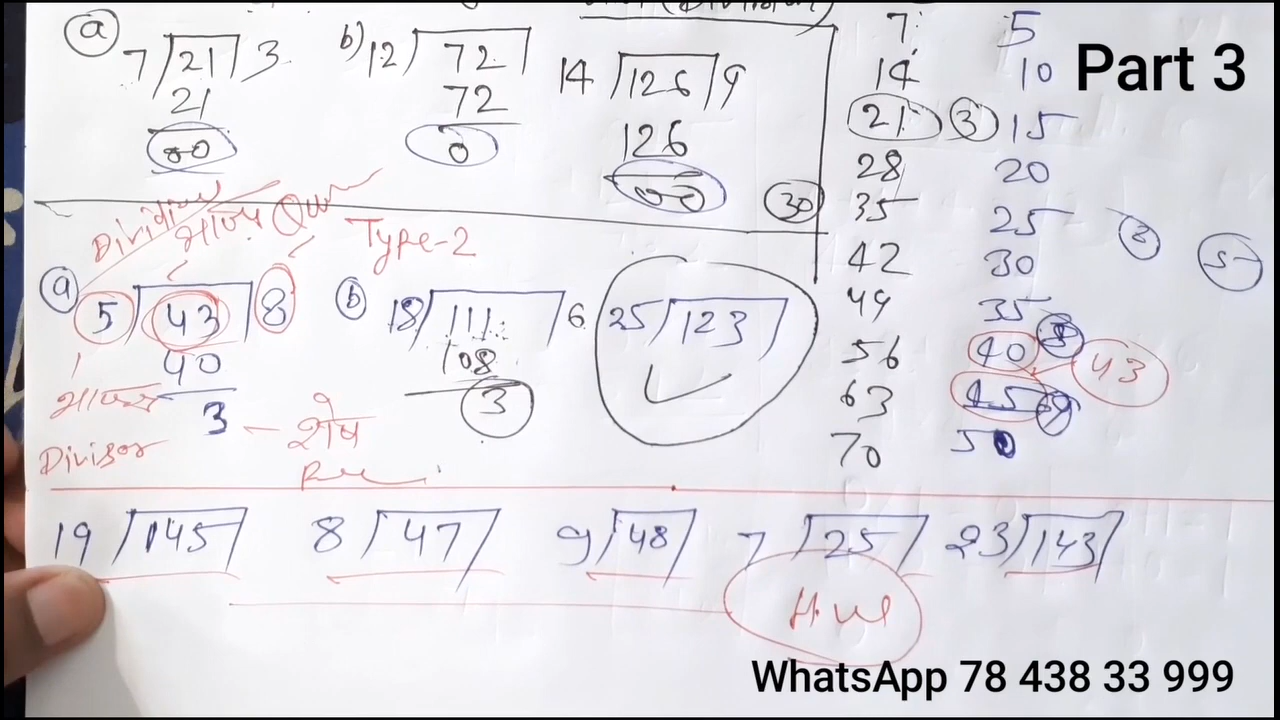 (Division)
Part 3
a 7 21 3
21
00
b) 12 72
72
0
14 126 9
126
00
30
7
14
21 3
28
35
42
49
56
63
70
5
10
15
20
25
30
35
40 8
45 9
50
43
3 5
भाज्य
Type-2
a 5 43 8
40
3 - शेष
Divisor
b 18 111 6
108
3
25 123
19 145
8 47
9 48
7 25
23 143
H.W
WhatsApp 78 438 33 999